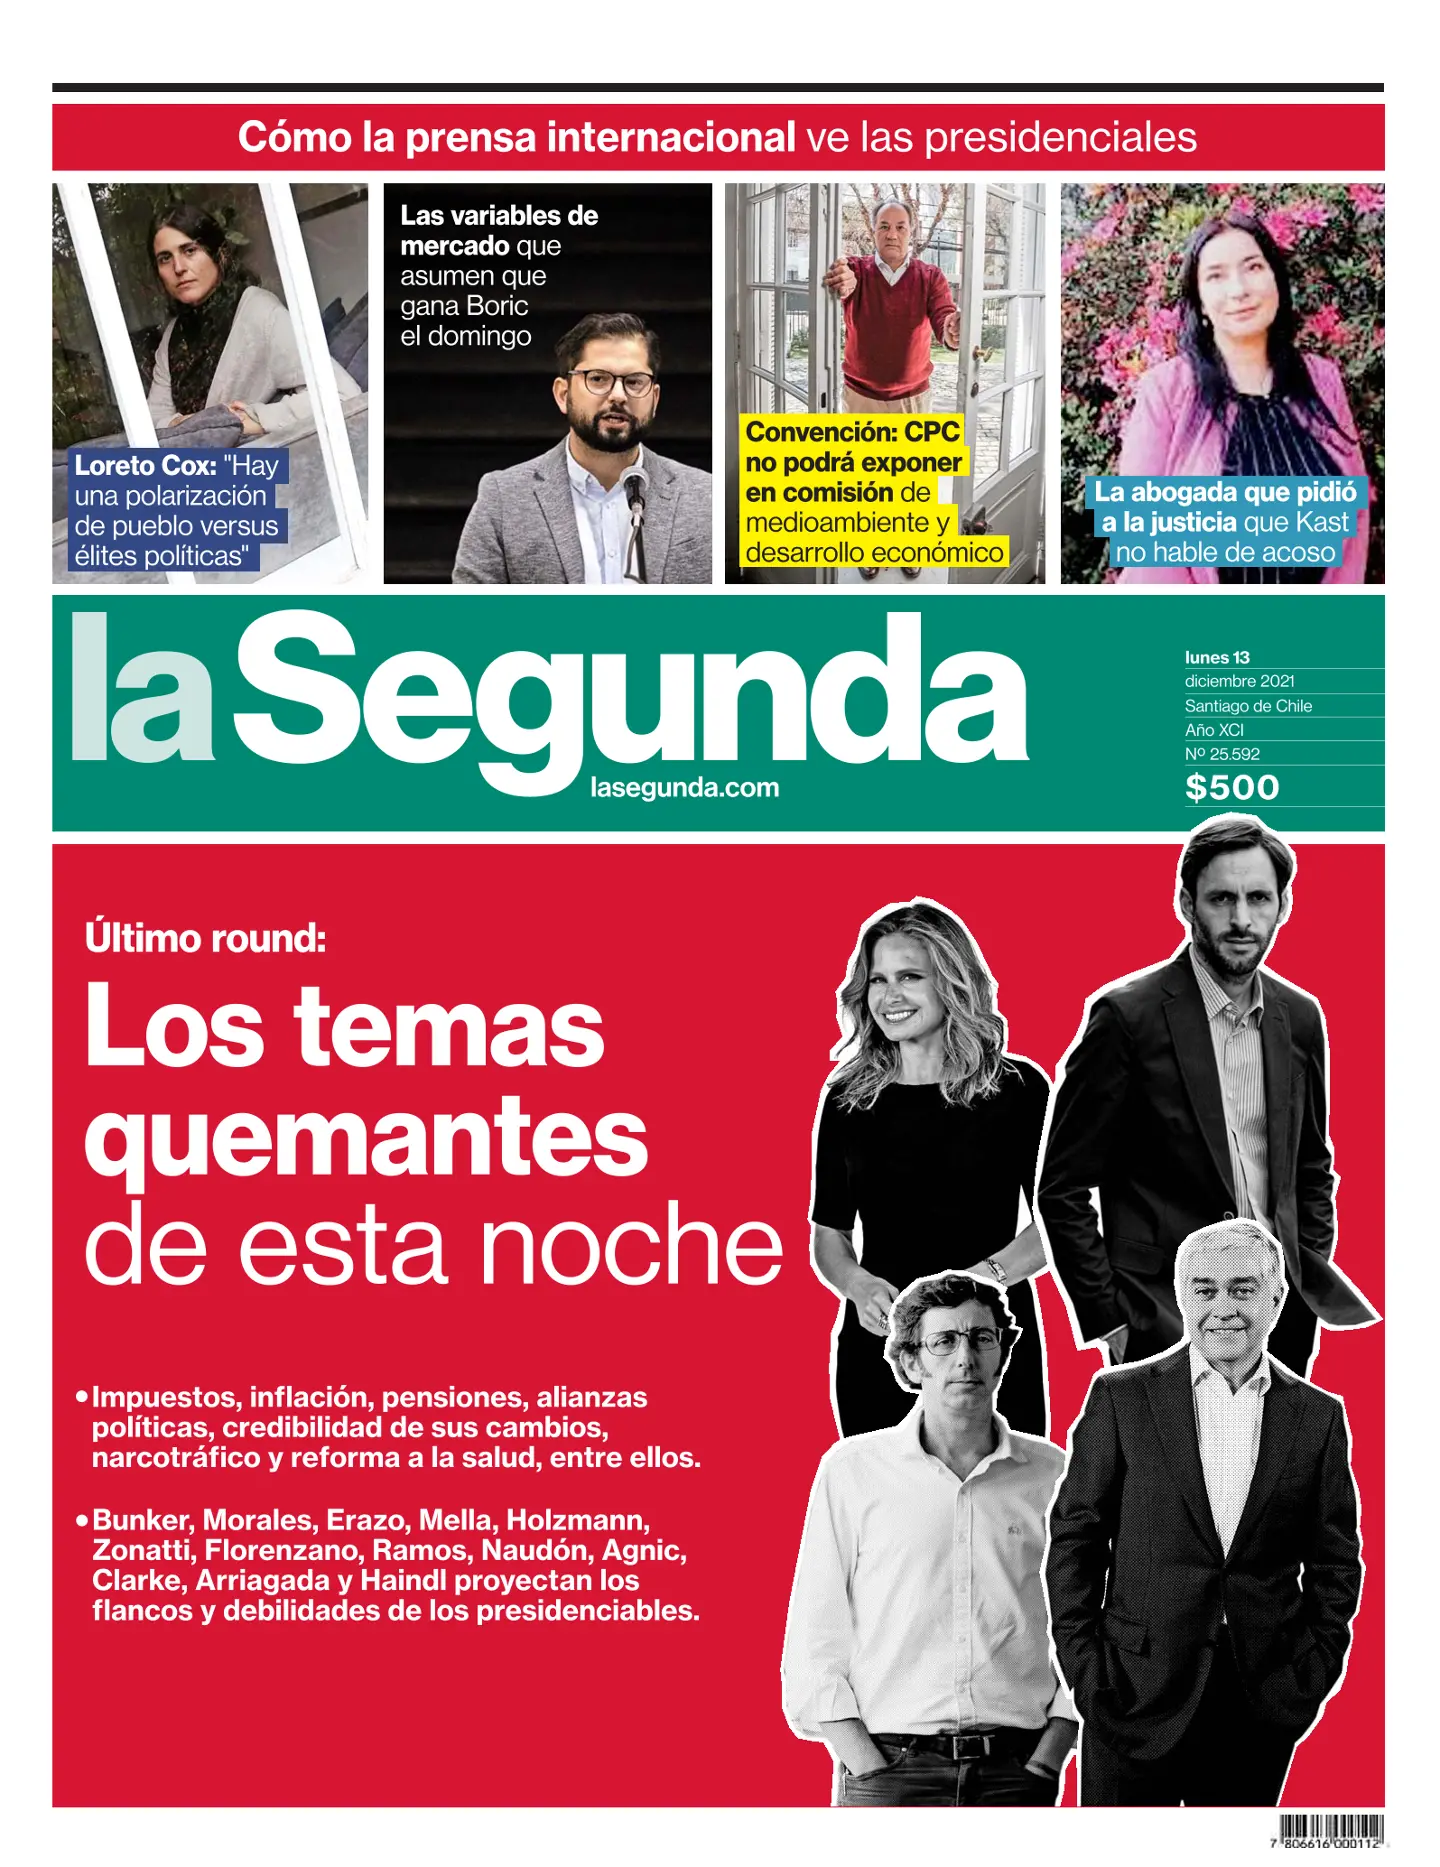 Cómo la prensa internacional ve las presidenciales
Loreto Cox: "Hay
una polarización
de pueblo versus
élites políticas"
Las variables de
mercado que
asumen que
gana Boric
el domingo
Convención: CPC
no podrá exponer
en comisión de
medioambiente y
desarrollo económico
La abogada que pidió
a la justicia que Kast
no hable de acoso
la Segunda
lasegunda.com
lunes 13
diciembre 2021
Santiago de Chile
Año XCI
Nº 25.592
$500
Último round:
Los temas
quemantes
de esta noche
•Impuestos, inflación, pensiones, alianzas
políticas, credibilidad de sus cambios,
narcotráfico y reforma a la salud, entre ellos.
•Bunker, Morales, Erazo, Mella, Holzmann,
Zonatti, Florenzano, Ramos, Naudón, Agnic,
Clarke, Arriagada y Haindl proyectan los
flancos y debilidades de los presidenciables.
7 806616 000112